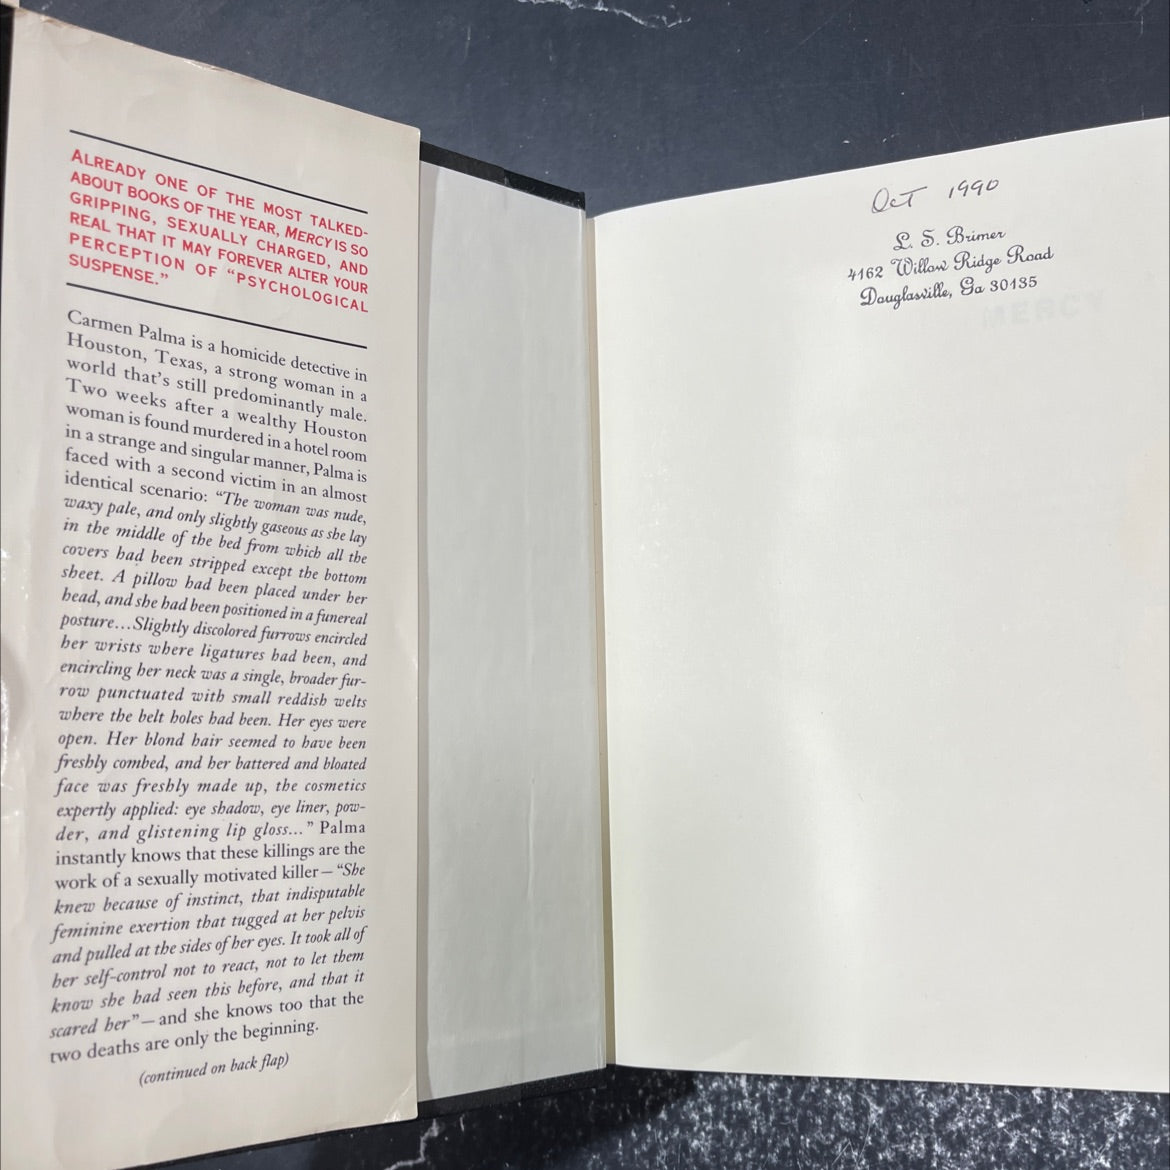 ALREADY ONE OF THE MOST TALKED-
ABOUT BOOKS OF THE YEAR, MERCY IS SO
GRIPPING, SEXUALLY CHARGED, AND
REAL THAT IT MAY FOREVER ALTER YOUR
PERCEPTION OF “PSYCHOLOGICAL
SUSPENSE.”
Carmen Palma is a homicide detective in
Houston, Texas, a strong woman in a
world that’s still predominantly male.
Two weeks after a wealthy Houston
woman is found murdered in a hotel room
in a strange and singular manner, Palma is
faced with a second victim in an almost
identical scenario: “The woman was nude,
waxy pale, and only slightly gaseous as she lay
in the middle of the bed from which all the
covers had been stripped except the bottom
sheet. A pillow had been placed under her
head, and she had been positioned in a funereal
posture...Slightly discolored furrows encircled
her wrists where ligatures had been, and
encircling her neck was a single, broader fur-
row punctuated with small reddish welts
where the belt holes had been. Her eyes were
open. Her blond hair seemed to have been
freshly combed, and her battered and bloated
face was freshly made up, the cosmetics
expertly applied: eye shadow, eye liner, pow-
der, and glistening lip gloss...” Palma
instantly knows that these killings are the
work of a sexually motivated killer—“She
knew because of instinct, that indisputable
feminine exertion that tugged at her pelvis
and pulled at the sides of her eyes. It took all of
her self-control not to react, not to let them
know she had seen this before, and that it
scared her”—and she knows too that the
two deaths are only the beginning.
(continued on back flap)
Oct 1990
L. S. Brimer
4162 Willow Ridge Road
Douglasville, Ga 30135
MERCY